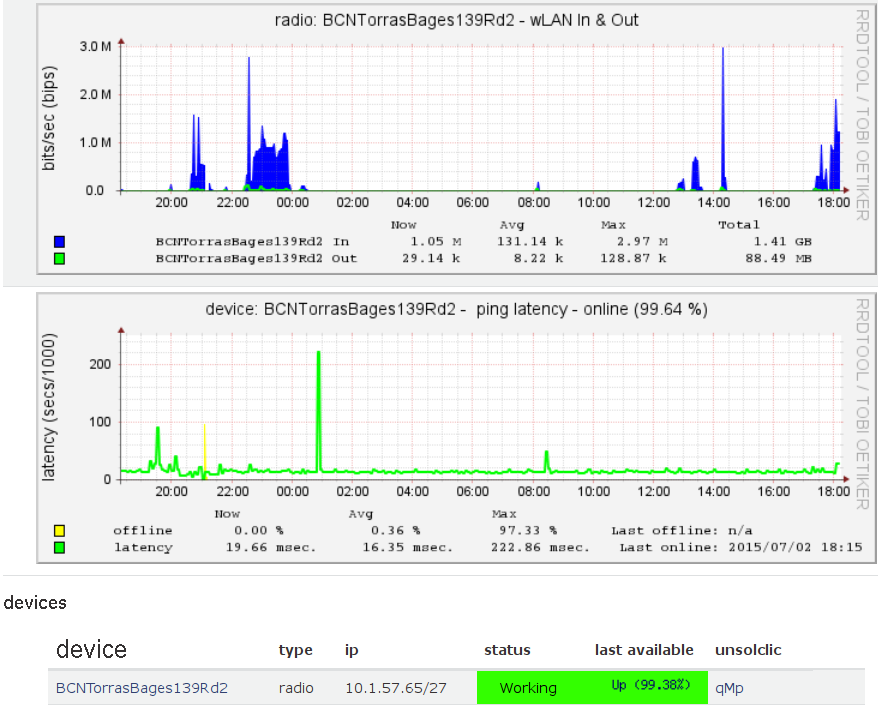 radio: BCNTorrasBages139Rd2 - wLAN In & Out
RRDTOOL / TOBI OETIKER
bits/sec (bips)
3.0 M
2.0 M
1.0 M
0.0
20:00 22:00 00:00 02:00 04:00 06:00 08:00 10:00 12:00 14:00 16:00 18:00
Now Avg Max Total
BCNTorrasBages139Rd2 In 1.05 M 131.14 k 2.97 M 1.41 GB
BCNTorrasBages139Rd2 Out 29.14 k 8.22 k 128.87 k 88.49 MB
device: BCNTorrasBages139Rd2 - ping latency - online (99.64 %)
RRDTOOL / TOBI OETIKER
latency (secs/1000)
200
100
0
20:00 22:00 00:00 02:00 04:00 06:00 08:00 10:00 12:00 14:00 16:00 18:00
Now Avg Max
offline 0.00 % 0.36 % 97.33 % Last offline: n/a
latency 19.66 msec. 16.35 msec. 222.86 msec. Last online: 2015/07/02 18:15
devices
device type ip status last available unsolclic
BCNTorrasBages139Rd2 radio 10.1.57.65/27 Working Up (99.38%) qMp